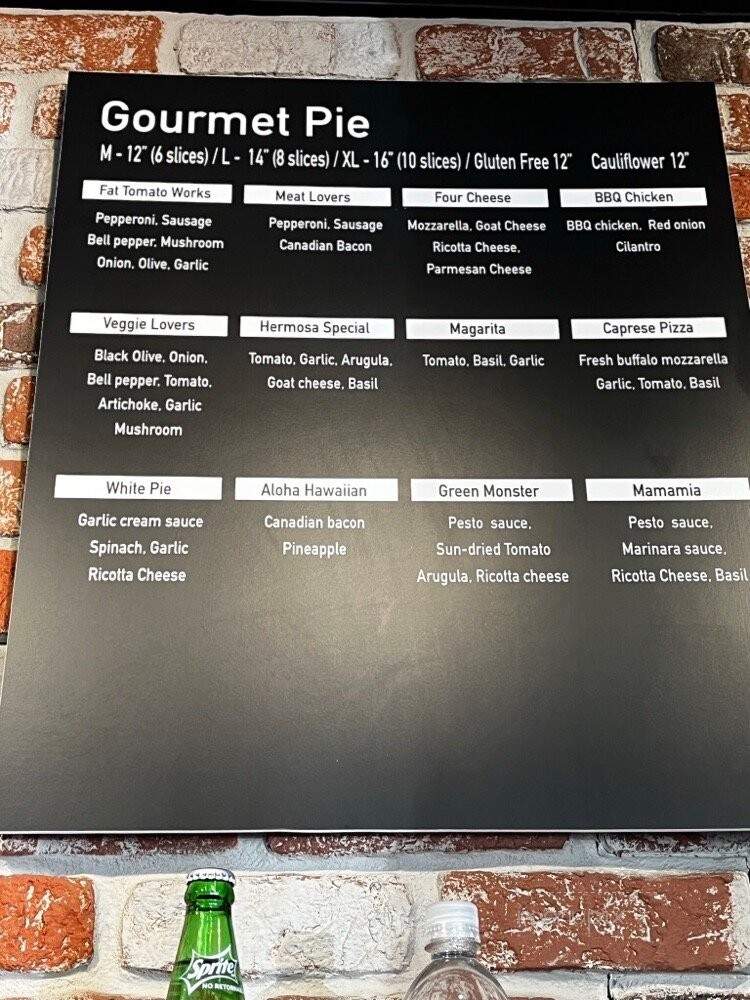 Gourmet Pie
M - 12" (6 slices) / L - 14" (8 slices) / XL - 16" (10 slices) / Gluten Free 12" Cauliflower 12"
Fat Tomato Works
Pepperoni, Sausage
Bell pepper, Mushroom
Onion, Olive, Garlic
Meat Lovers
Pepperoni, Sausage
Canadian Bacon
Four Cheese
Mozzarella, Goat Cheese
Ricotta Cheese,
Parmesan Cheese
BBQ Chicken
BBQ chicken, Red onion
Cilantro
Veggie Lovers
Black Olive, Onion,
Bell pepper, Tomato,
Artichoke, Garlic
Mushroom
Hermosa Special
Tomato, Garlic, Arugula,
Goat cheese, Basil
Magarita
Tomato, Basil, Garlic
Caprese Pizza
Fresh buffalo mozzarella
Garlic, Tomato, Basil
White Pie
Garlic cream sauce
Spinach, Garlic
Ricotta Cheese
Aloha Hawaiian
Canadian bacon
Pineapple
Green Monster
Pesto sauce,
Sun-dried Tomato
Arugula, Ricotta cheese
Mamamia
Pesto sauce,
Marinara sauce,
Ricotta Cheese, Basil
Sprite
NO RETURN